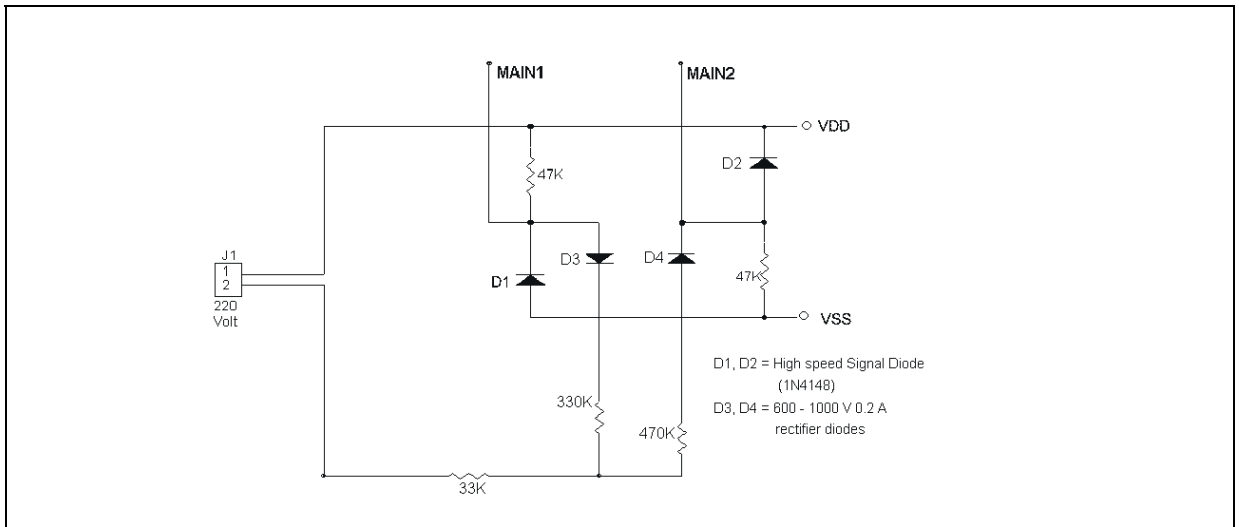 MAIN1
MAIN2
VDD
D2
47K
J1
1
2
220
Volt
D3
D4
D1
47K
VSS
D1, D2 = High speed Signal Diode
(1N4148)
D3, D4 = 600 - 1000 V 0.2 A
rectifier diodes
330K
470K
33K